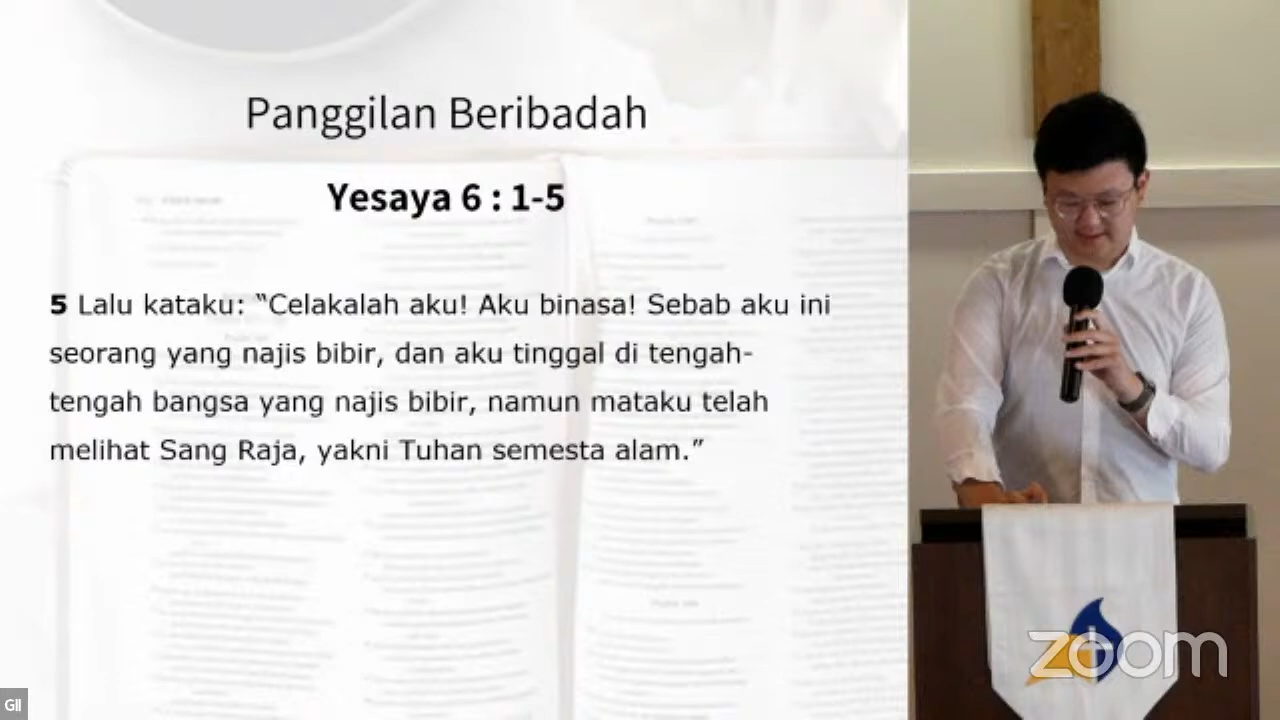 Panggilan Beribadah
Yesaya 6 : 1-5
5 Lalu kataku: “Celakalah aku! Aku binasa! Sebab aku ini
seorang yang najis bibir, dan aku tinggal di tengah-
tengah bangsa yang najis bibir, namun mataku telah
melihat Sang Raja, yakni Tuhan semesta alam.”
zoom
GII